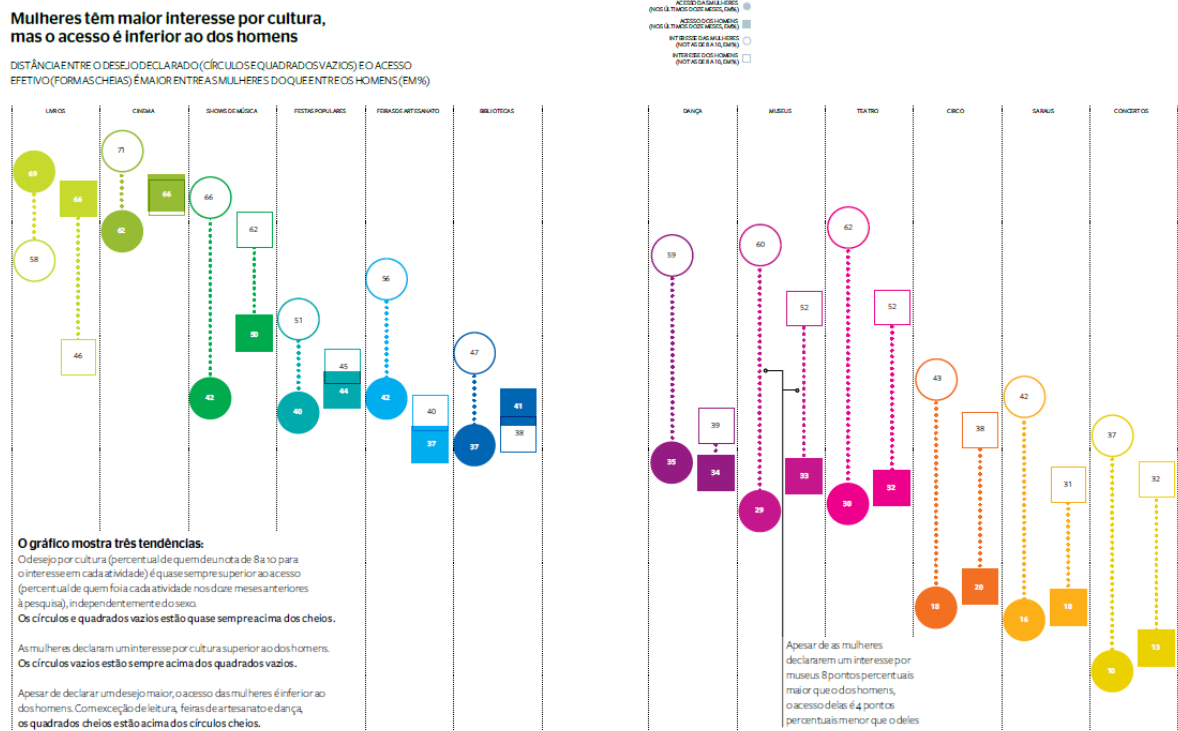 Mulheres têm maior interesse por cultura,
mas o acesso é inferior ao dos homens
DISTÂNCIA ENTRE O DESEJO DECLARADO (CÍRCULOS E QUADRADOS VAZIOS) E O ACESSO
EFETIVO (FORMAS CHEIAS) É MAIOR ENTRE AS MULHERES DO QUE ENTRE OS HOMENS (EM %)
ACESSO DAS MULHERES
(NOS ÚLTIMOS DOZE MESES, EM %)
ACESSO DOS HOMENS
(NOS ÚLTIMOS DOZE MESES, EM %)
INTERESSE DAS MULHERES
(NOTAS DE 8 A 10, EM %)
INTERESSE DOS HOMENS
(NOTAS DE 8 A 10, EM %)
LIVROS
69
58
66
46
CINEMA
71
62
66
SHOWS DE MÚSICA
66
42
62
50
FESTAS POPULARES
51
40
45
44
FEIRAS DE ARTESANATO
56
42
40
37
BIBLIOTECAS
47
37
41
38
DANÇA
59
35
39
34
MUSEUS
60
29
52
33
TEATRO
62
30
52
32
CIRCO
43
18
38
20
SARAUS
42
16
31
18
CONCERTOS
37
10
32
13
O gráfico mostra três tendências:
O desejo por cultura (percentual de quem deu nota de 8 a 10 para
o interesse em cada atividade) é quase sempre superior ao acesso
(percentual de quem foi a cada atividade nos doze meses anteriores
à pesquisa), independentemente do sexo.
Os círculos e quadrados vazios estão quase sempre acima dos cheios.
As mulheres declaram um interesse por cultura superior ao dos homens.
Os círculos vazios estão sempre acima dos quadrados vazios.
Apesar de declarar um desejo maior, o acesso das mulheres é inferior ao
dos homens. Com exceção de leitura, feiras de artesanato e dança,
os quadrados cheios estão acima dos círculos cheios.
Apesar de as mulheres
declararem um interesse por
museus 8 pontos percentuais
maior que o dos homens,
o acesso delas é 4 pontos
percentuais menor que o deles